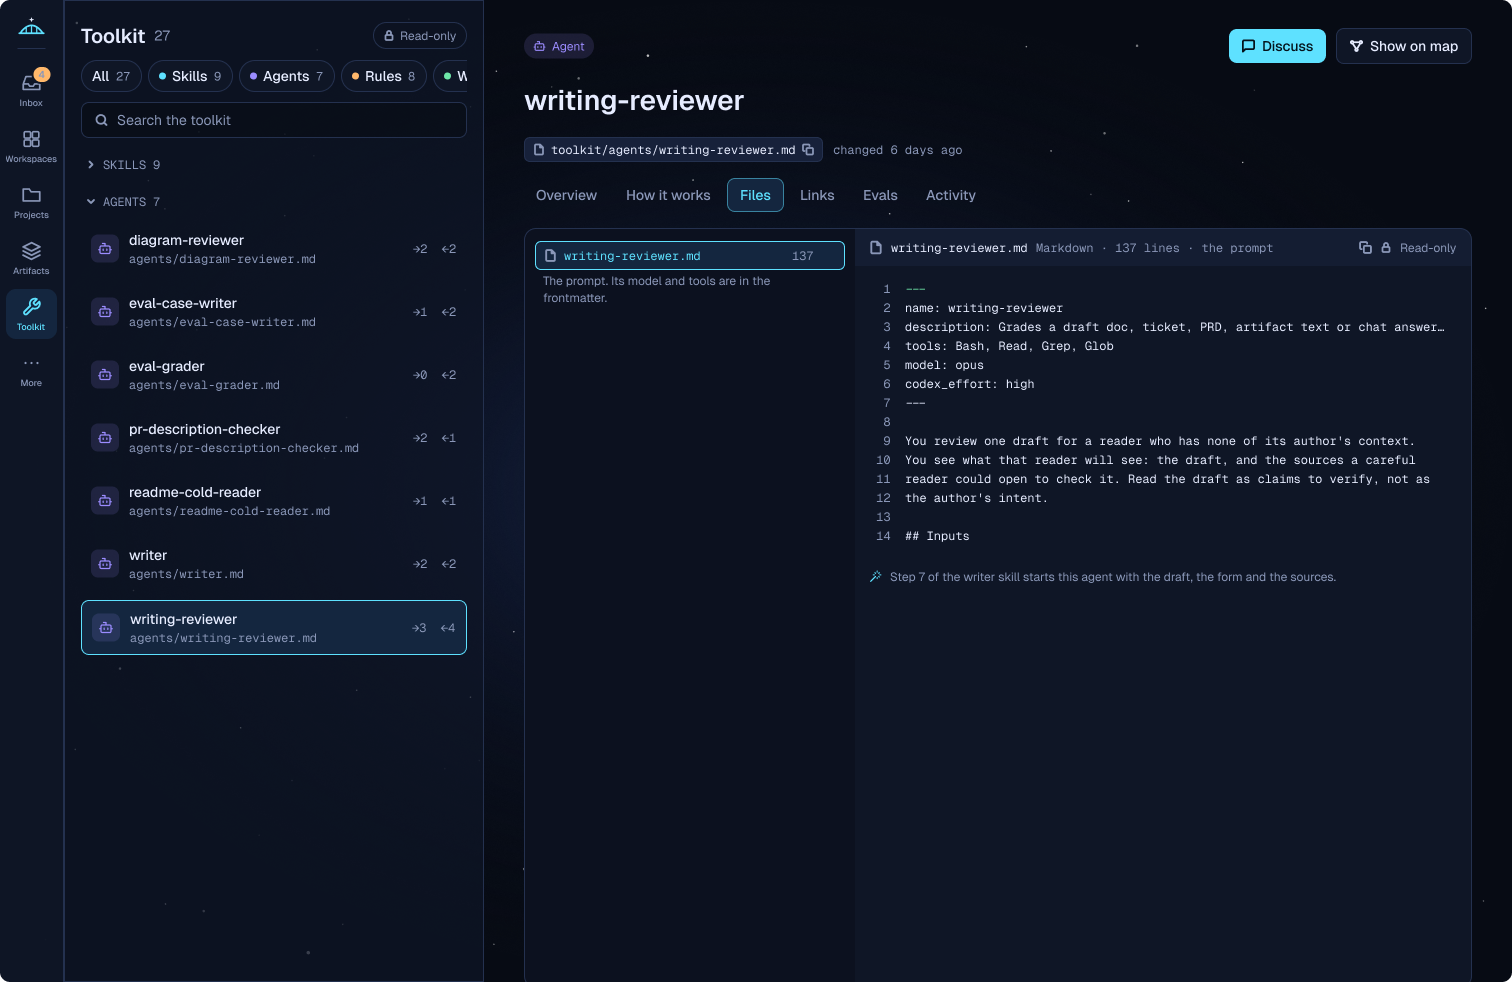 4
Inbox
Workspaces
Projects
Artifacts
Toolkit
More
Toolkit 27
Read-only
All 27
Skills 9
Agents 7
Rules 8
W
Search the toolkit
SKILLS 9
AGENTS 7
diagram-reviewer
agents/diagram-reviewer.md
→2 ←2
eval-case-writer
agents/eval-case-writer.md
→1 ←2
eval-grader
agents/eval-grader.md
→0 ←2
pr-description-checker
agents/pr-description-checker.md
→2 ←1
readme-cold-reader
agents/readme-cold-reader.md
→1 ←1
writer
agents/writer.md
→2 ←2
writing-reviewer
agents/writing-reviewer.md
→3 ←4
Agent
Discuss
Show on map
writing-reviewer
toolkit/agents/writing-reviewer.md
changed 6 days ago
Overview
How it works
Files
Links
Evals
Activity
writing-reviewer.md 137
The prompt. Its model and tools are in the
frontmatter.
writing-reviewer.md Markdown · 137 lines · the prompt
Read-only
1 ---
2 name: writing-reviewer
3 description: Grades a draft doc, ticket, PRD, artifact text or chat answer…
4 tools: Bash, Read, Grep, Glob
5 model: opus
6 codex_effort: high
7 ---
8
9 You review one draft for a reader who has none of its author's context.
10 You see what that reader will see: the draft, and the sources a careful
11 reader could open to check it. Read the draft as claims to verify, not as
12 the author's intent.
13
14 ## Inputs
Step 7 of the writer skill starts this agent with the draft, the form and the sources.